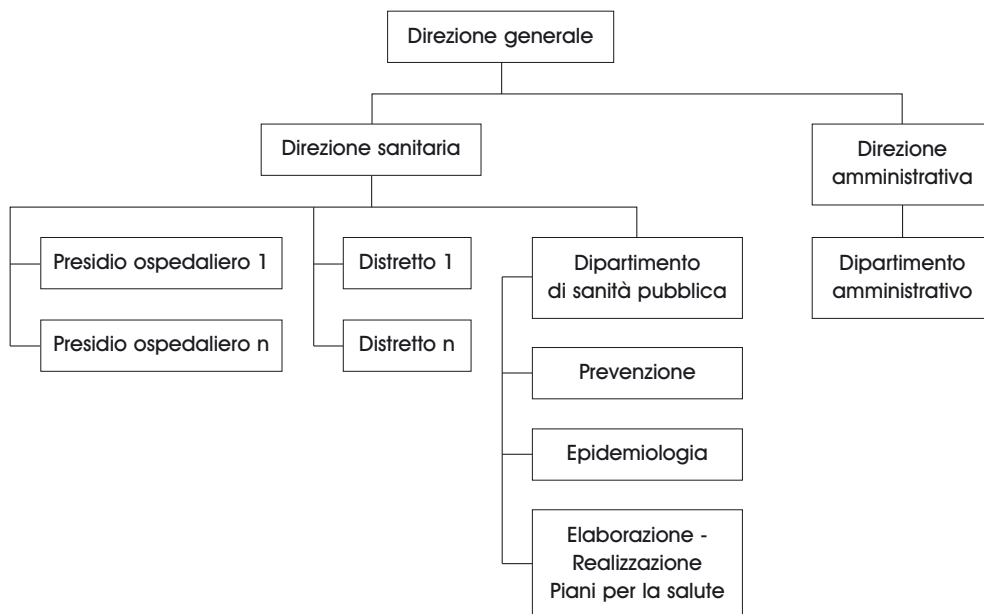 Direzione generale
Direzione sanitaria
Direzione
amministrativa
Presidio ospedaliero 1
Distretto 1
Dipartimento
di sanità pubblica
Dipartimento
amministrativo
Presidio ospedaliero n
Distretto n
Prevenzione
Epidemiologia
Elaborazione -
Realizzazione
Piani per la salute